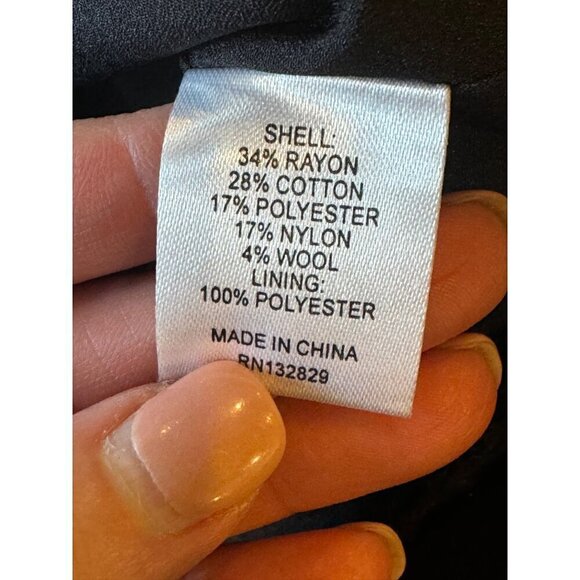 SHELL:
34% RAYON
28% COTTON
17% POLYESTER
17% NYLON
4% WOOL
LINING:
100% POLYESTER
MADE IN CHINA
RN132829